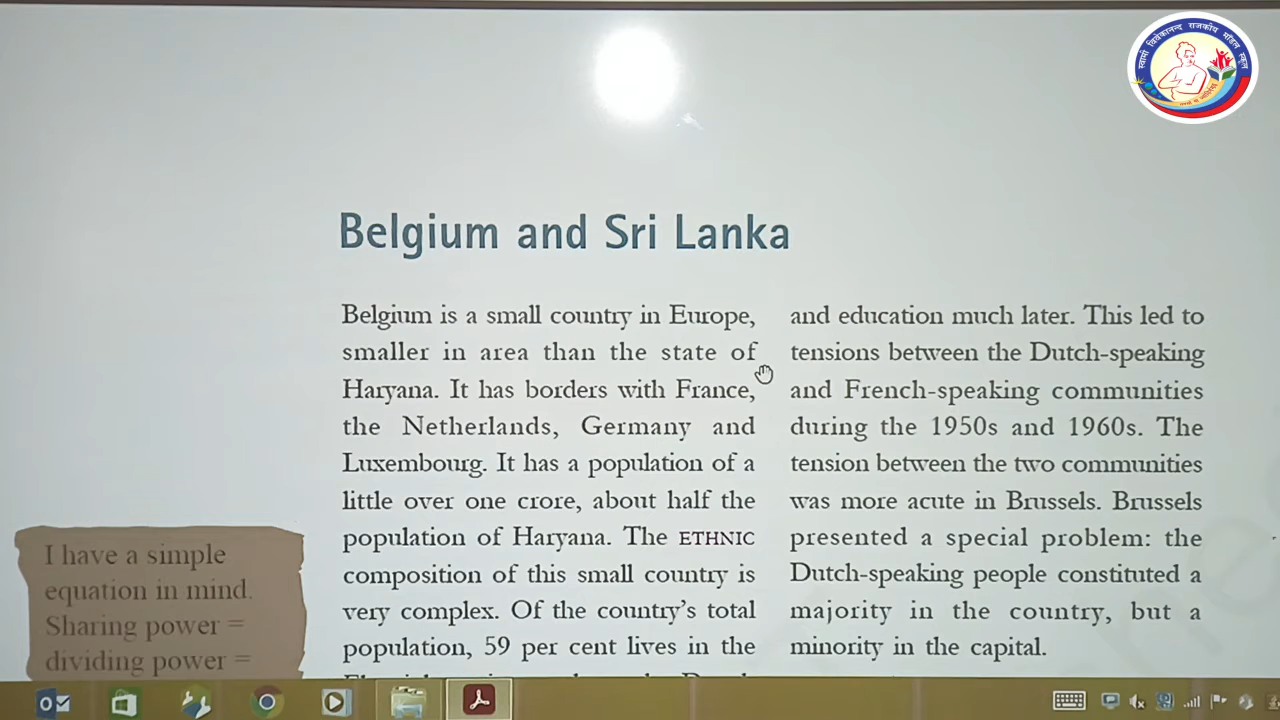 स्वामी विवेकानन्द राजकीय मॉडल स्कूल
Belgium and Sri Lanka
Belgium is a small country in Europe,
smaller in area than the state of
Haryana. It has borders with France,
the Netherlands, Germany and
Luxembourg. It has a population of a
little over one crore, about half the
population of Haryana. The ETHNIC
composition of this small country is
very complex. Of the country's total
population, 59 per cent lives in the
and education much later. This led to
tensions between the Dutch-speaking
and French-speaking communities
during the 1950s and 1960s. The
tension between the two communities
was more acute in Brussels. Brussels
presented a special problem: the
Dutch-speaking people constituted a
majority in the country, but a
minority in the capital.
I have a simple
equation in mind.
Sharing power =
dividing power =